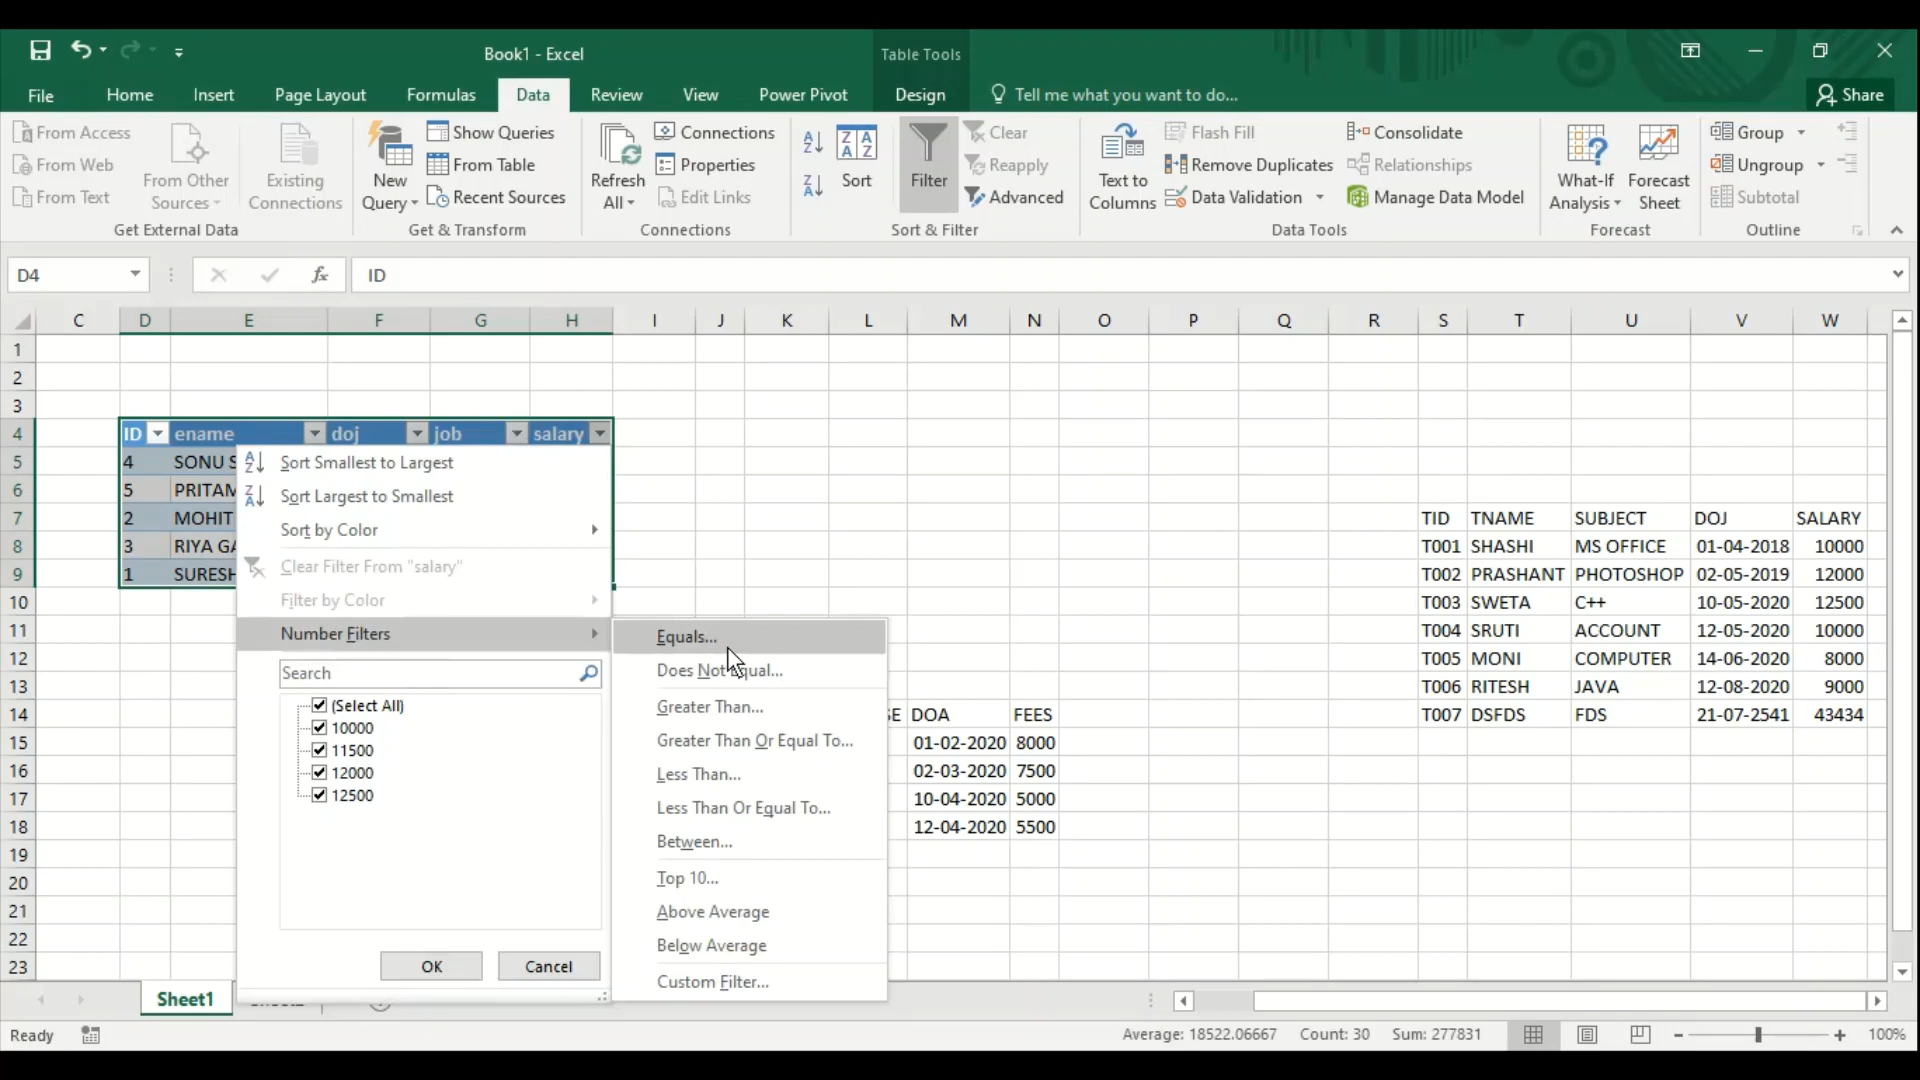 Book1 - Excel
Table Tools
File Home Insert Page Layout Formulas Data Review View Power Pivot Design Tell me what you want to do... Share
From Access
From Web
From Text
From Other Sources
Existing Connections
Get External Data
New Query
Show Queries
From Table
Recent Sources
Get & Transform
Refresh All
Connections
Properties
Edit Links
Connections
Sort
Filter
Clear
Reapply
Advanced
Sort & Filter
Text to Columns
Flash Fill
Remove Duplicates
Data Validation
Consolidate
Relationships
Manage Data Model
Data Tools
What-If Analysis
Forecast Sheet
Forecast
Group
Ungroup
Subtotal
Outline
D4 fx ID
C D E F G H I J K L M N O P Q R S T U V W
1
2
3
4 ID ename doj job salary
5 4 SONU S
6 5 PRITAM
7 2 MOHIT
8 3 RIYA GA
9 1 SURESH
10
11
12
13
14
15
16
17
18
19
20
21
22
23
Sort Smallest to Largest
Sort Largest to Smallest
Sort by Color
Clear Filter From "salary"
Filter by Color
Number Filters
Search
(Select All)
10000
11500
12000
12500
OK Cancel
Equals...
Does Not Equal...
Greater Than...
Greater Than Or Equal To...
Less Than...
Less Than Or Equal To...
Between...
Top 10...
Above Average
Below Average
Custom Filter...
SE DOA FEES
01-02-2020 8000
02-03-2020 7500
10-04-2020 5000
12-04-2020 5500
TID TNAME SUBJECT DOJ SALARY
T001 SHASHI MS OFFICE 01-04-2018 10000
T002 PRASHANT PHOTOSHOP 02-05-2019 12000
T003 SWETA C++ 10-05-2020 12500
T004 SRUTI ACCOUNT 12-05-2020 10000
T005 MONI COMPUTER 14-06-2020 8000
T006 RITESH JAVA 12-08-2020 9000
T007 DSFDS FDS 21-07-2541 43434
Sheet1
Ready Average: 18522.06667 Count: 30 Sum: 277831 100%